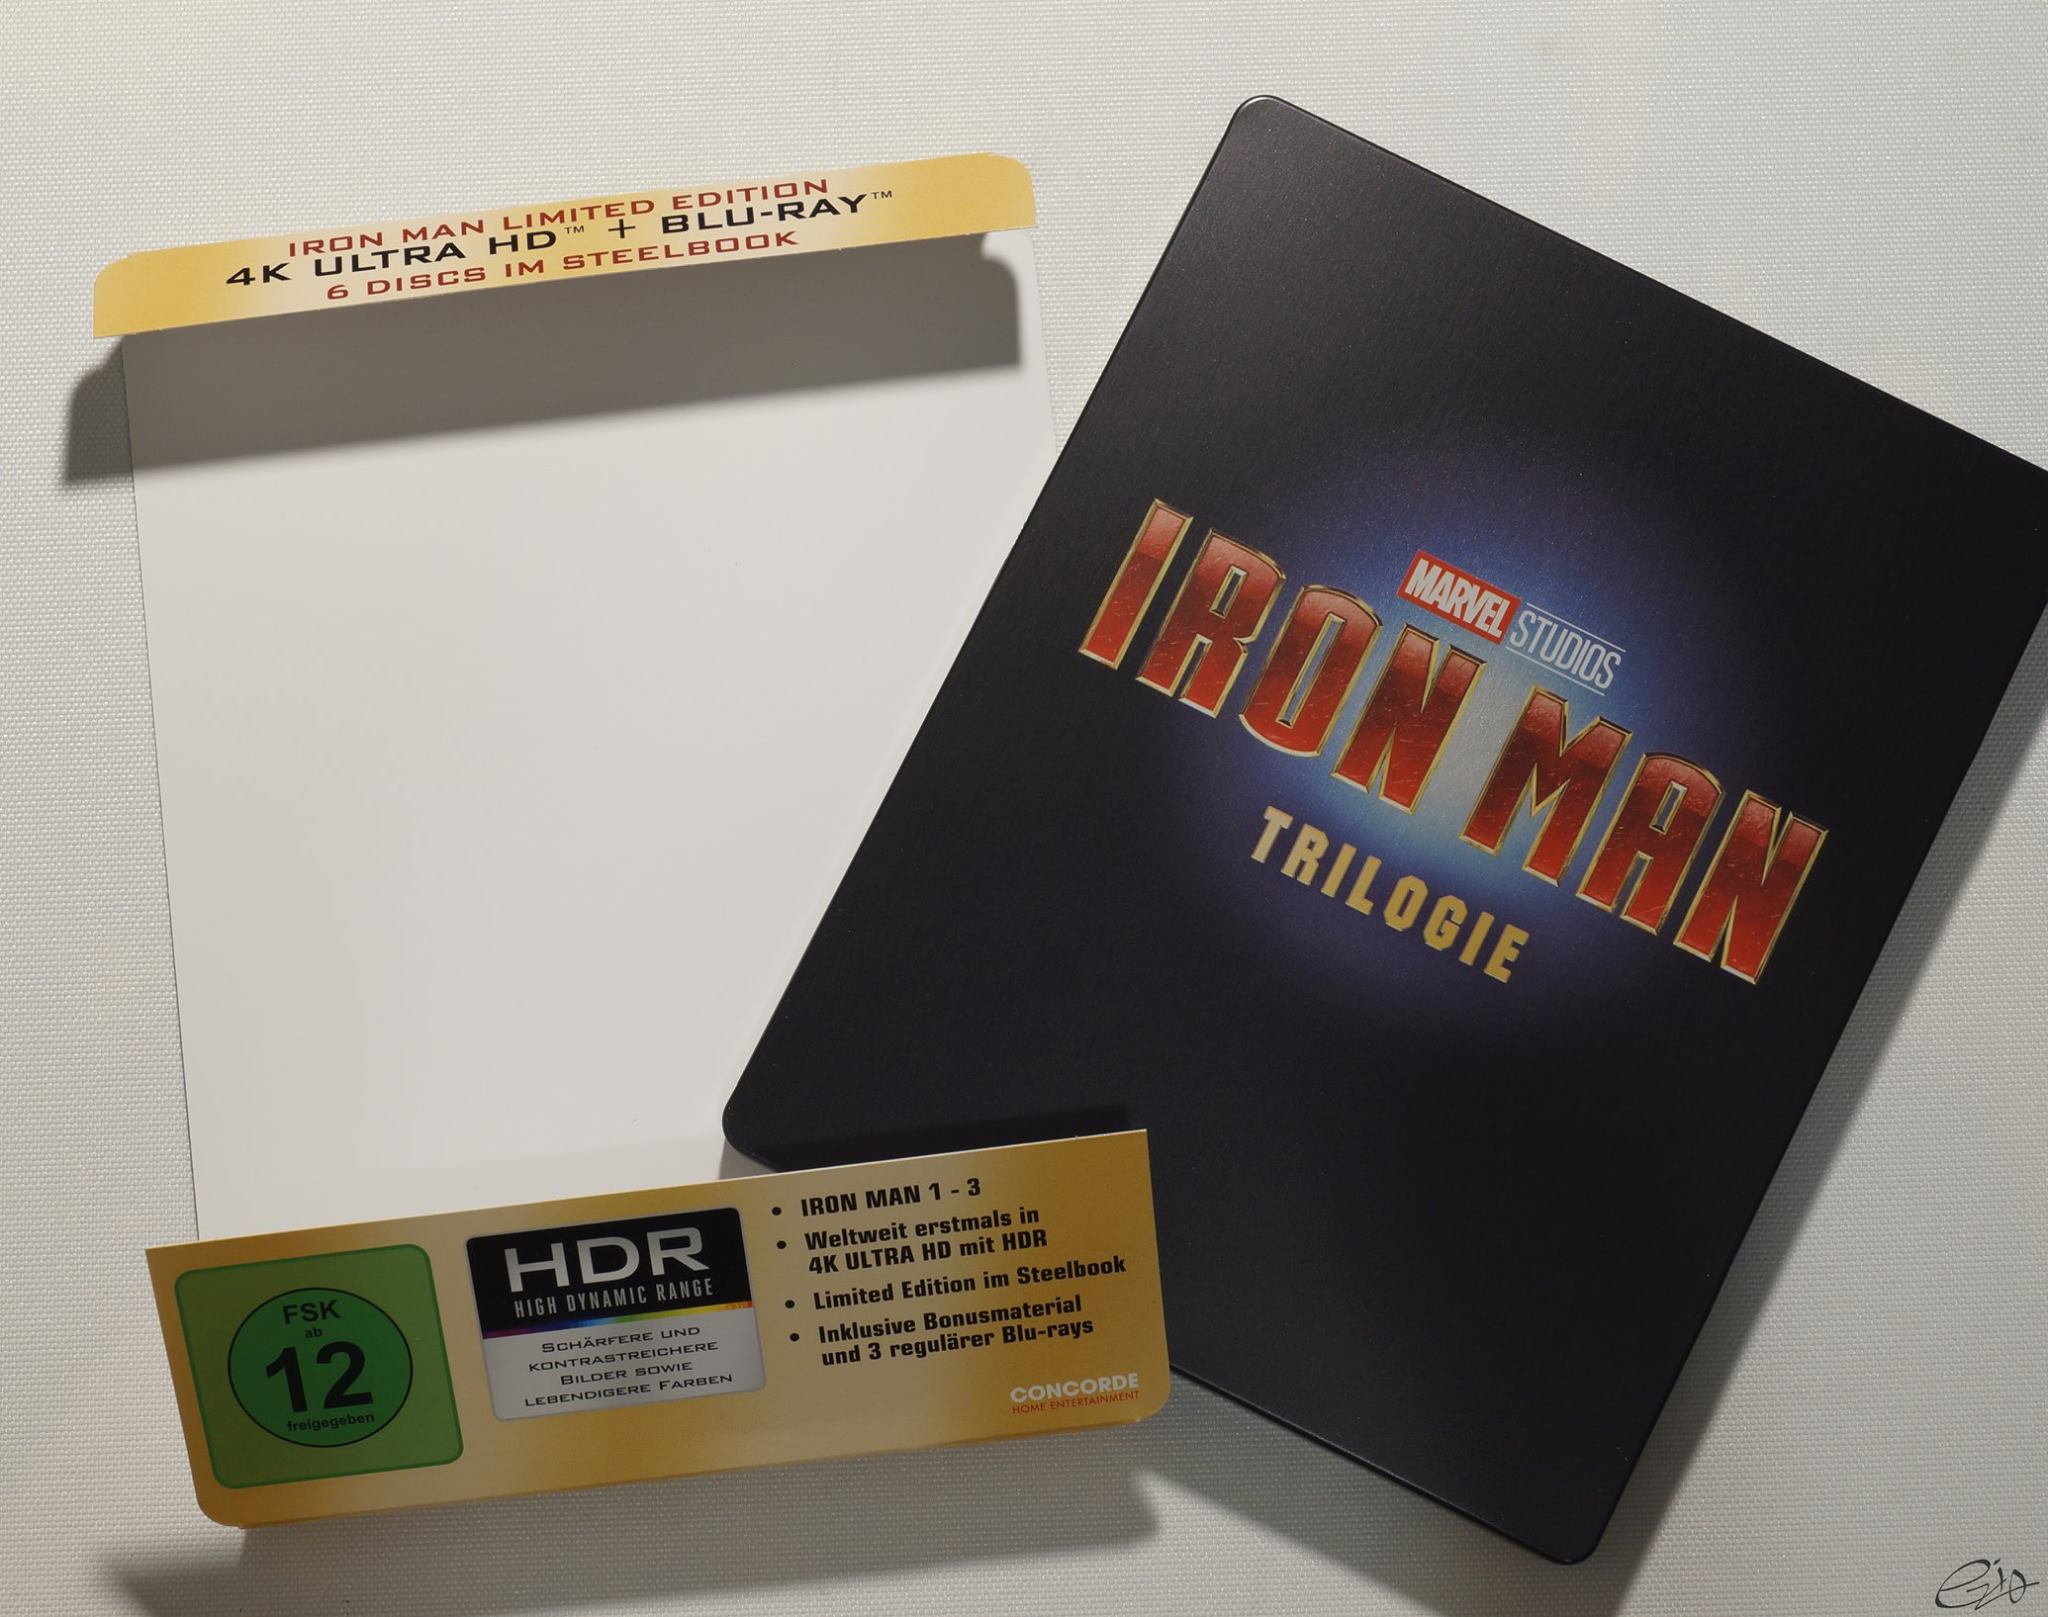 IRON MAN LIMITED EDITION
4K ULTRA HD™ + BLU-RAY™
6 DISCS IM STEELBOOK
MARVEL STUDIOS
IRON MAN
TRILOGIE
FSK
ab
12
freigegeben
HDR
HIGH DYNAMIC RANGE
SCHÄRFERE UND
KONTRASTREICHERE
BILDER SOWIE
LEBENDIGERE FARBEN
• IRON MAN 1 - 3
• Weltweit erstmals in
4K ULTRA HD mit HDR
• Limited Edition im Steelbook
• Inklusive Bonusmaterial
und 3 regulärer Blu-rays
CONCORDE
HOME ENTERTAINMENT